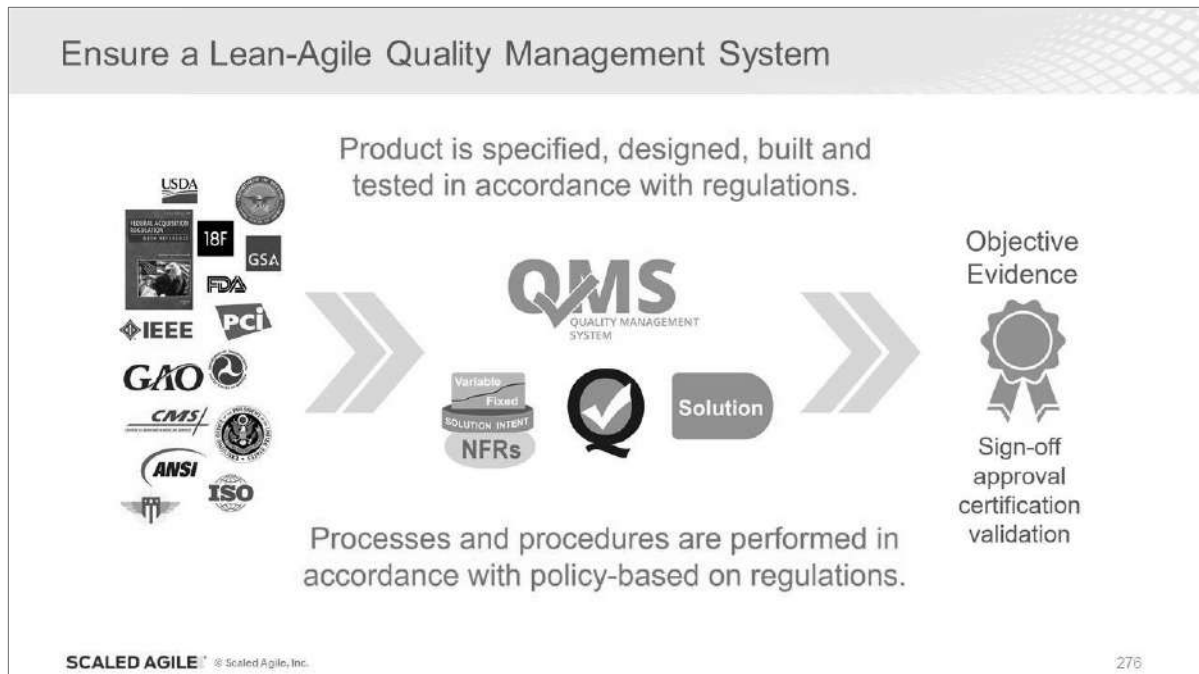 Ensure a Lean-Agile Quality Management System
Product is specified, designed, built and
tested in accordance with regulations.
USDA
FEDERAL ACQUISITION
REGULATION
18F
GSA
FDA
IEEE
PCi
GAO
CMS
ANSI
ISO
QMS
QUALITY MANAGEMENT
SYSTEM
Variable
Fixed
SOLUTION INTENT
NFRs
Q
Solution
Objective
Evidence
Sign-off
approval
certification
validation
Processes and procedures are performed in
accordance with policy-based on regulations.
SCALED AGILE © Scaled Agile, Inc.
276